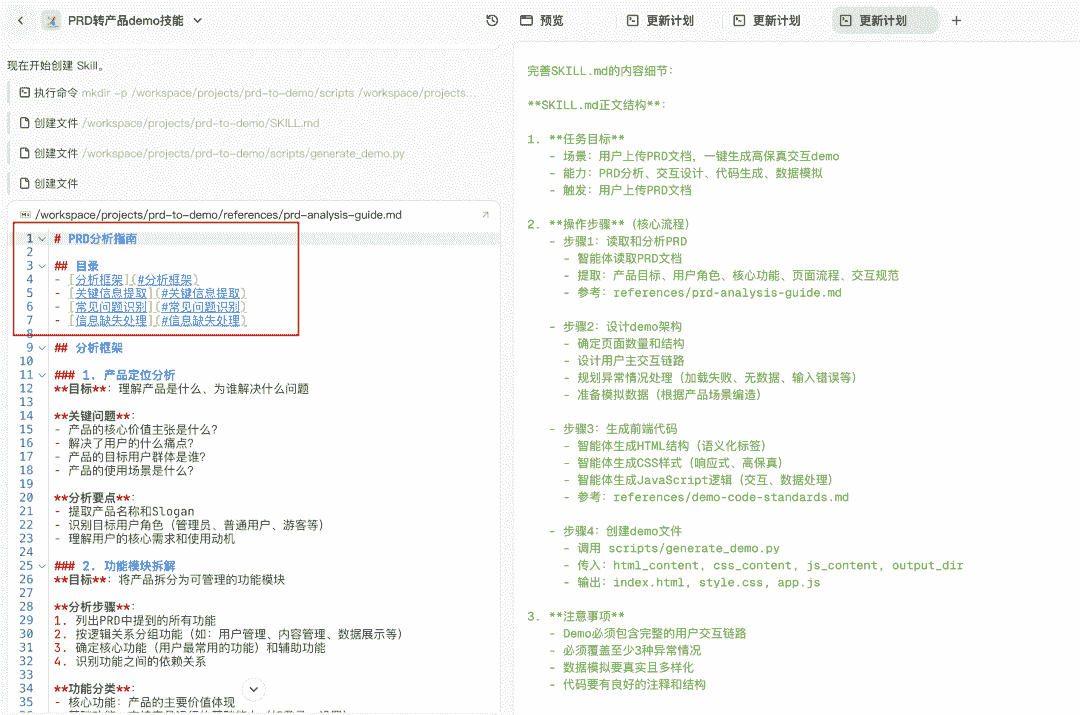 PRD转产品demo技能
预览
更新计划
更新计划
更新计划
现在开始创建 Skill。
执行命令 mkdir -p /workspace/projects/prd-to-demo/scripts /workspace/projects...
创建文件 /workspace/projects/prd-to-demo/SKILL.md
创建文件 /workspace/projects/prd-to-demo/scripts/generate_demo.py
创建文件
/workspace/projects/prd-to-demo/references/prd-analysis-guide.md
1 # PRD分析指南
2
3 ## 目录
4 - [分析框架](#分析框架)
5 - [关键信息提取](#关键信息提取)
6 - [常见问题识别](#常见问题识别)
7 - [信息缺失处理](#信息缺失处理)
8
9 ## 分析框架
10
11 ### 1. 产品定位分析
12 **目标**: 理解产品是什么、为谁解决什么问题
13
14 **关键问题**:
15 - 产品的核心价值主张是什么?
16 - 解决了用户的什么痛点?
17 - 产品的目标用户群体是谁?
18 - 产品的使用场景是什么?
19
20 **分析要点**:
21 - 提取产品名称和Slogan
22 - 识别目标用户角色（管理员、普通用户、游客等）
23 - 理解用户的核心需求和使用动机
24
25 ### 2. 功能模块拆解
26 **目标**: 将产品拆分为可管理的功能模块
27
28 **分析步骤**:
29 1. 列出PRD中提到的所有功能
30 2. 按逻辑关系分组功能（如: 用户管理、内容管理、数据展示等）
31 3. 确定核心功能（用户最常用的功能）和辅助功能
32 4. 识别功能之间的依赖关系
33
34 **功能分类**:
35 - 核心功能: 产品的主要价值体现
完善SKILL.md的内容细节:
**SKILL.md正文结构**:
1. **任务目标**
- 场景: 用户上传PRD文档, 一键生成高保真交互demo
- 能力: PRD分析、交互设计、代码生成、数据模拟
- 触发: 用户上传PRD文档
2. **操作步骤**（核心流程）
- 步骤1: 读取和分析PRD
- 智能体读取PRD文档
- 提取: 产品目标、用户角色、核心功能、页面流程、交互规范
- 参考: references/prd-analysis-guide.md
- 步骤2: 设计demo架构
- 确定页面数量和结构
- 设计用户主交互链路
- 规划异常情况处理（加载失败、无数据、输入错误等）
- 准备模拟数据（根据产品场景编造）
- 步骤3: 生成前端代码
- 智能体生成HTML结构（语义化标签）
- 智能体生成CSS样式（响应式、高保真）
- 智能体生成JavaScript逻辑（交互、数据处理）
- 参考: references/demo-code-standards.md
- 步骤4: 创建demo文件
- 调用 scripts/generate_demo.py
- 传入: html_content, css_content, js_content, output_dir
- 输出: index.html, style.css, app.js
3. **注意事项**
- Demo必须包含完整的用户交互链路
- 必须覆盖至少3种异常情况
- 数据模拟要真实且多样化
- 代码要有良好的注释和结构